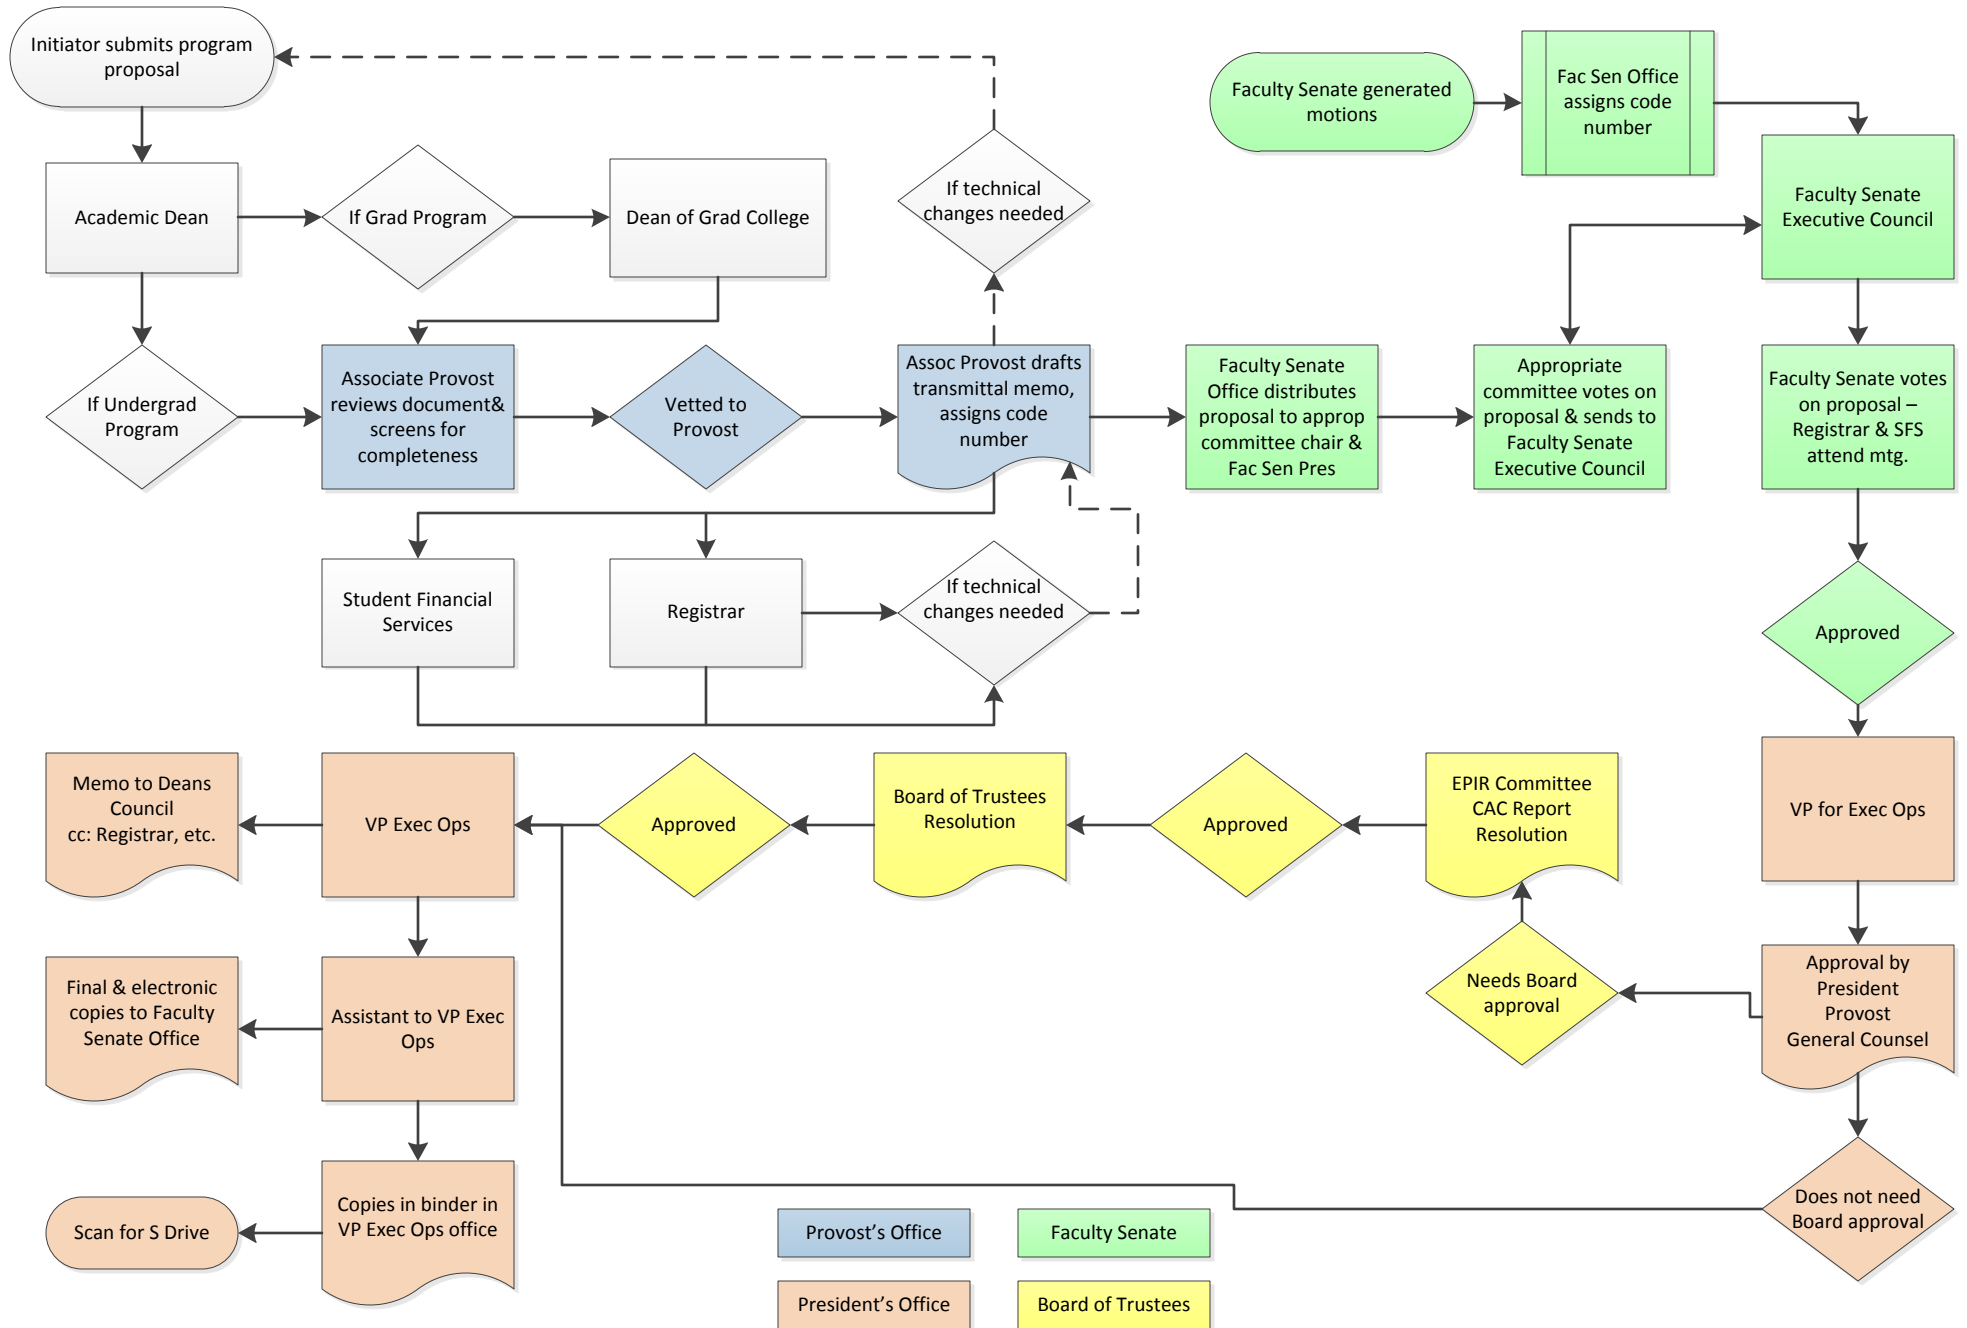 Initiator submits program
proposal
Faculty Senate generated
motions
Fac Sen Office
assigns code
number
Academic Dean
If Grad Program
Dean of Grad College
If technical
changes needed
Faculty Senate
Executive Council
If Undergrad
Program
Associate Provost
reviews document&
screens for
completeness
Vetted to
Provost
Assoc Provost drafts
transmittal memo,
assigns code
number
Faculty Senate
Office distributes
proposal to approp
committee chair &
Fac Sen Pres
Appropriate
committee votes on
proposal & sends to
Faculty Senate
Executive Council
Faculty Senate votes
on proposal –
Registrar & SFS
attend mtg.
Student Financial
Services
Registrar
If technical
changes needed
Approved
Memo to Deans
Council
cc: Registrar, etc.
VP Exec Ops
Approved
Board of Trustees
Resolution
Approved
EPIR Committee
CAC Report
Resolution
VP for Exec Ops
Final & electronic
copies to Faculty
Senate Office
Assistant to VP Exec
Ops
Needs Board
approval
Approval by
President
Provost
General Counsel
Scan for S Drive
Copies in binder in
VP Exec Ops office
Does not need
Board approval
Provost’s Office
Faculty Senate
President’s Office
Board of Trustees